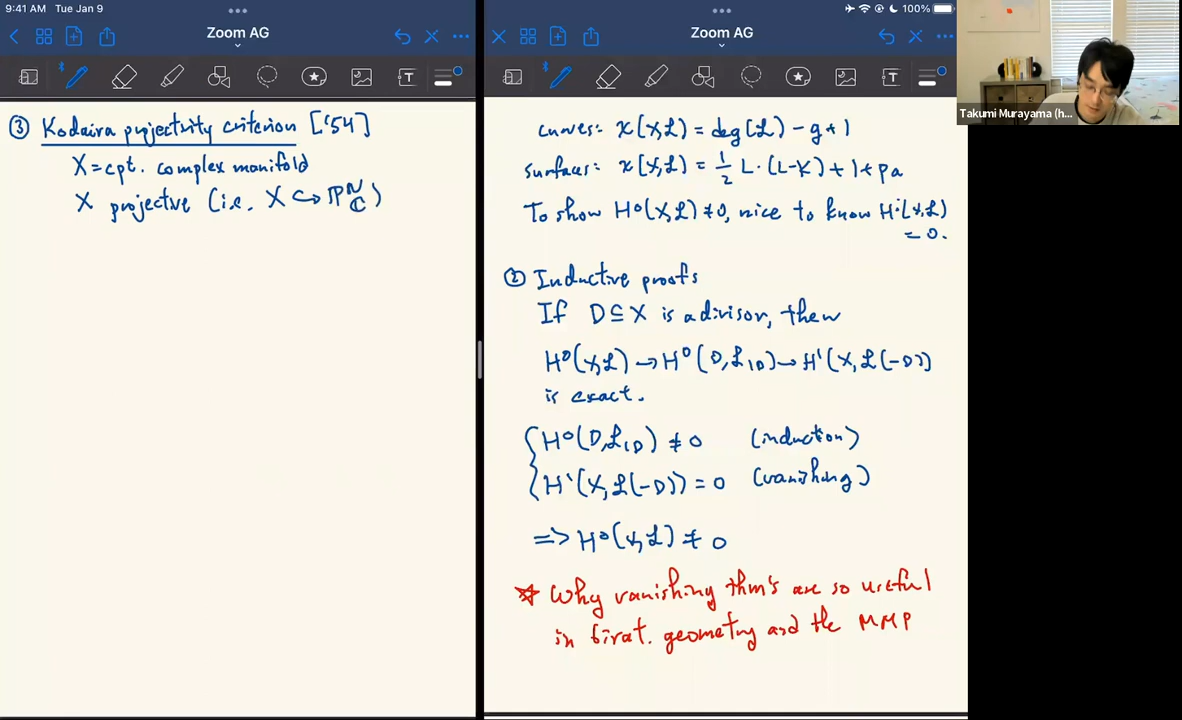 9:41 AM Tue Jan 9
100%
Zoom AG
Zoom AG
Takumi Murayama (h...
③ Kodaira projectivity criterion ['54]
X = cpt. complex manifold
X projective (i.e. X ↪ ℙ^N_ℂ)
curves: χ(X,ℒ) = deg(ℒ) - g + 1
surfaces: χ(X,ℒ) = 1/2 L·(L-K) + 1 + pa
To show H⁰(X,ℒ) ≠ 0, nice to know Hⁱ(X,ℒ)
= 0.
② Inductive proofs
If D ⊆ X is a divisor, then
H⁰(X,ℒ) → H⁰(D,ℒ|D) → H¹(X,ℒ(-D))
is exact.
{ H⁰(D,ℒ|D) ≠ 0 (induction)
H¹(X,ℒ(-D)) = 0 (vanishing)
⇒ H⁰(X,ℒ) ≠ 0
* Why vanishing thm's are so useful
in birat. geometry and the MMP